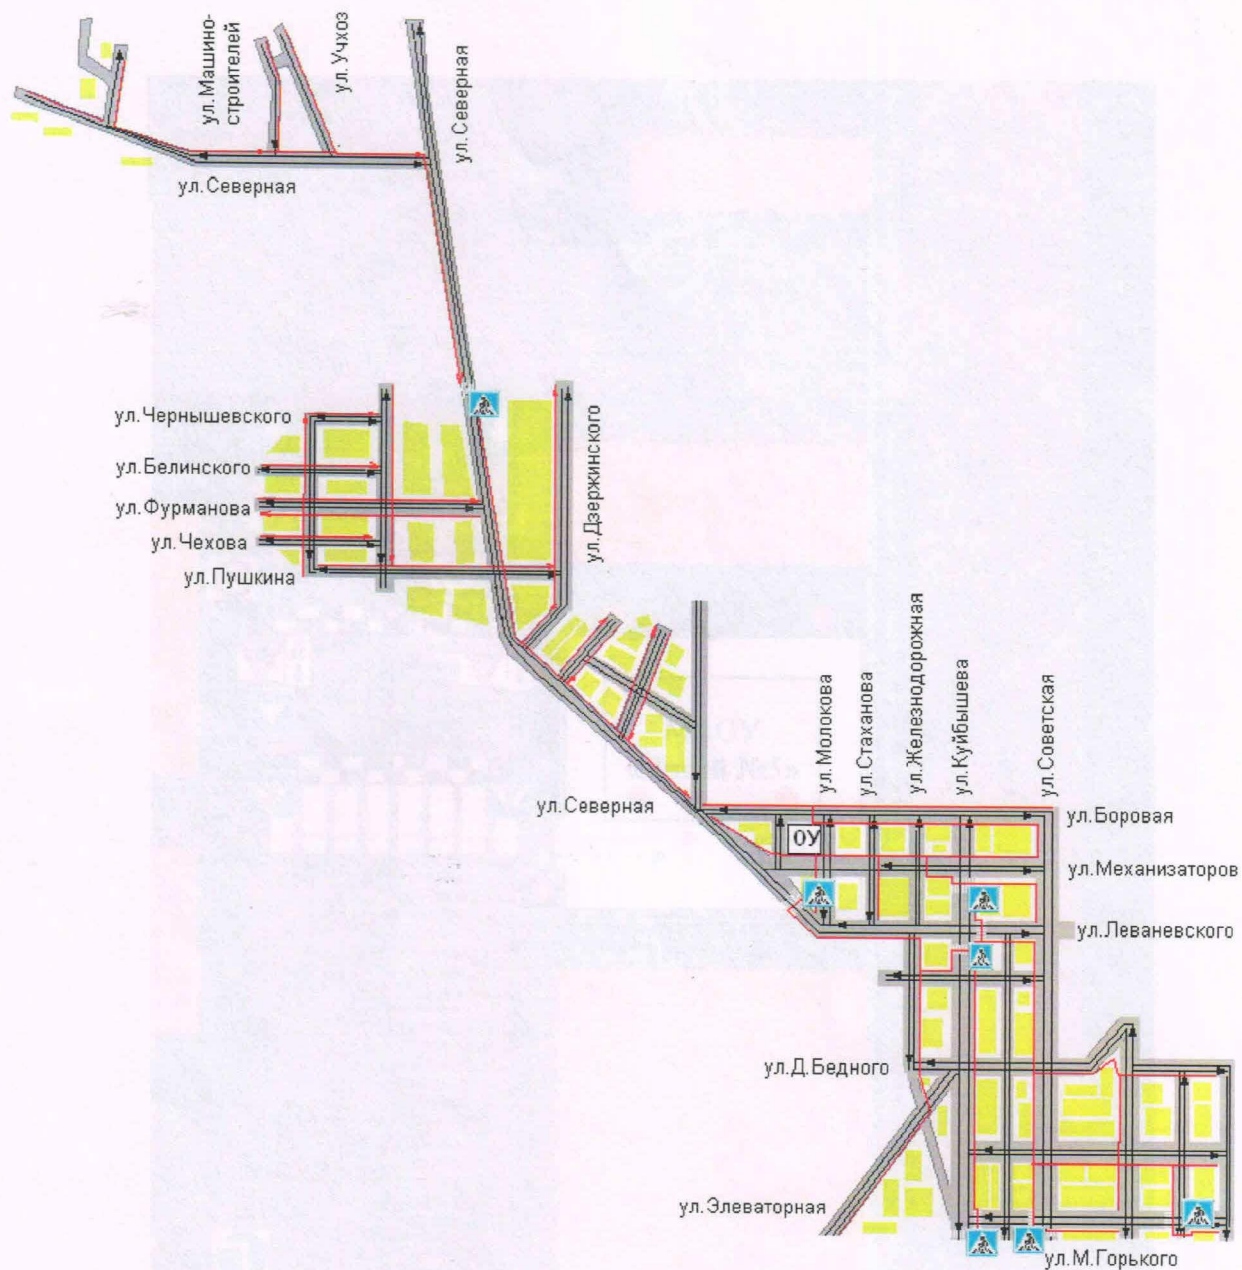 ул.Машино-
строителей
ул.Учхоз
ул.Северная
ул.Северная
ул.Чернышевского
ул.Белинского
ул.Фурманова
ул.Чехова
ул.Пушкина
ул.Дзержинского
ул.Северная
ул.Молокова
ул.Стаханова
ул.Железнодорожная
ул.Куйбышева
ул.Советская
ул.Боровая
ОУ
ул.Механизаторов
ул.Леваневского
ул.Д.Бедного
ул.Элеваторная
ул.М.Горького